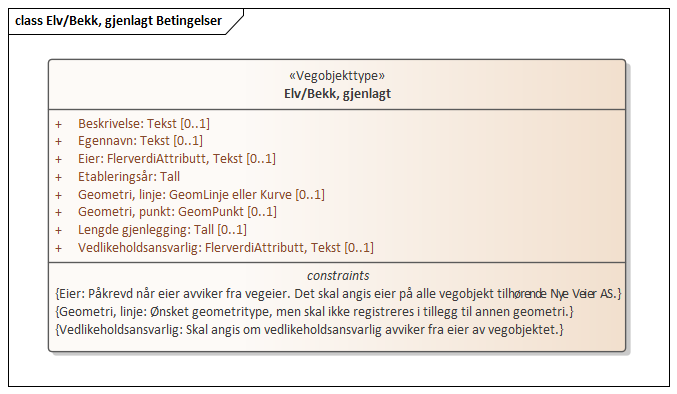 class Elv/Bekk, gjenlagt Betingelser
«Vegobjekttype»
Elv/Bekk, gjenlagt
+ Beskrivelse: Tekst [0..1]
+ Egennavn: Tekst [0..1]
+ Eier: FlerverdiAttributt, Tekst [0..1]
+ Etableringsår: Tall
+ Geometri, linje: GeomLinje eller Kurve [0..1]
+ Geometri, punkt: GeomPunkt [0..1]
+ Lengde gjenlegging: Tall [0..1]
+ Vedlikeholdsansvarlig: FlerverdiAttributt, Tekst [0..1]
constraints
{Eier: Påkrevd når eier avviker fra vegeier. Det skal angis eier på alle vegobjekt tilhørende Nye Veier AS.}
{Geometri, linje: Ønsket geometritype, men skal ikke registreres i tillegg til annen geometri.}
{Vedlikeholdsansvarlig: Skal angis om vedlikeholdsansvarlig avviker fra eier av vegobjektet.}